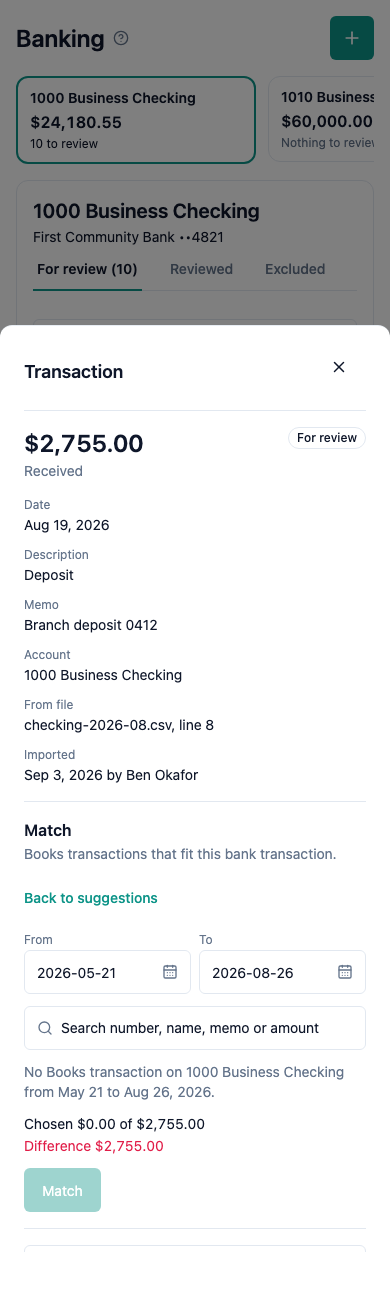 Banking
1000 Business Checking
$24,180.55
10 to review
1010 Business
$60,000.00
Nothing to review
1000 Business Checking
First Community Bank ••4821
For review (10)
Reviewed
Excluded
Transaction
$2,755.00
For review
Received
Date
Aug 19, 2026
Description
Deposit
Memo
Branch deposit 0412
Account
1000 Business Checking
From file
checking-2026-08.csv, line 8
Imported
Sep 3, 2026 by Ben Okafor
Match
Books transactions that fit this bank transaction.
Back to suggestions
From
To
2026-05-21
2026-08-26
Search number, name, memo or amount
No Books transaction on 1000 Business Checking
from May 21 to Aug 26, 2026.
Chosen $0.00 of $2,755.00
Difference $2,755.00
Match